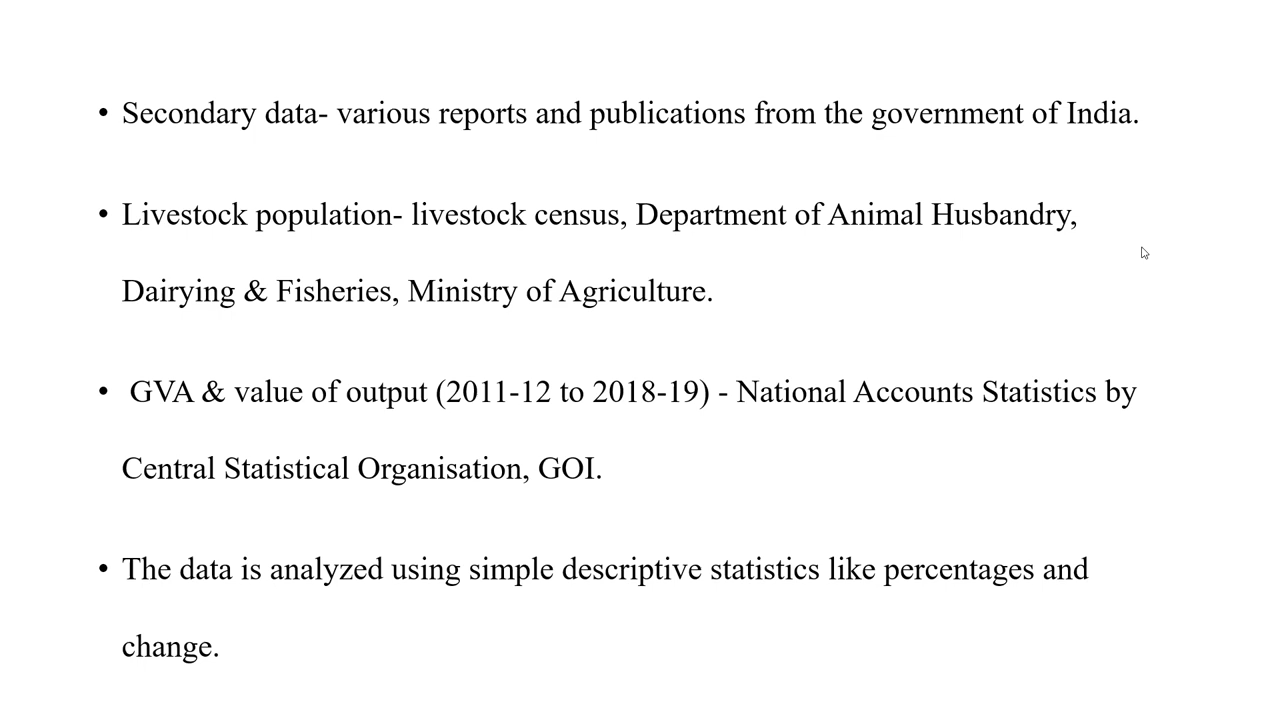 • Secondary data- various reports and publications from the government of India.
• Livestock population- livestock census, Department of Animal Husbandry,
Dairying & Fisheries, Ministry of Agriculture.
• GVA & value of output (2011-12 to 2018-19) - National Accounts Statistics by
Central Statistical Organisation, GOI.
• The data is analyzed using simple descriptive statistics like percentages and
change.